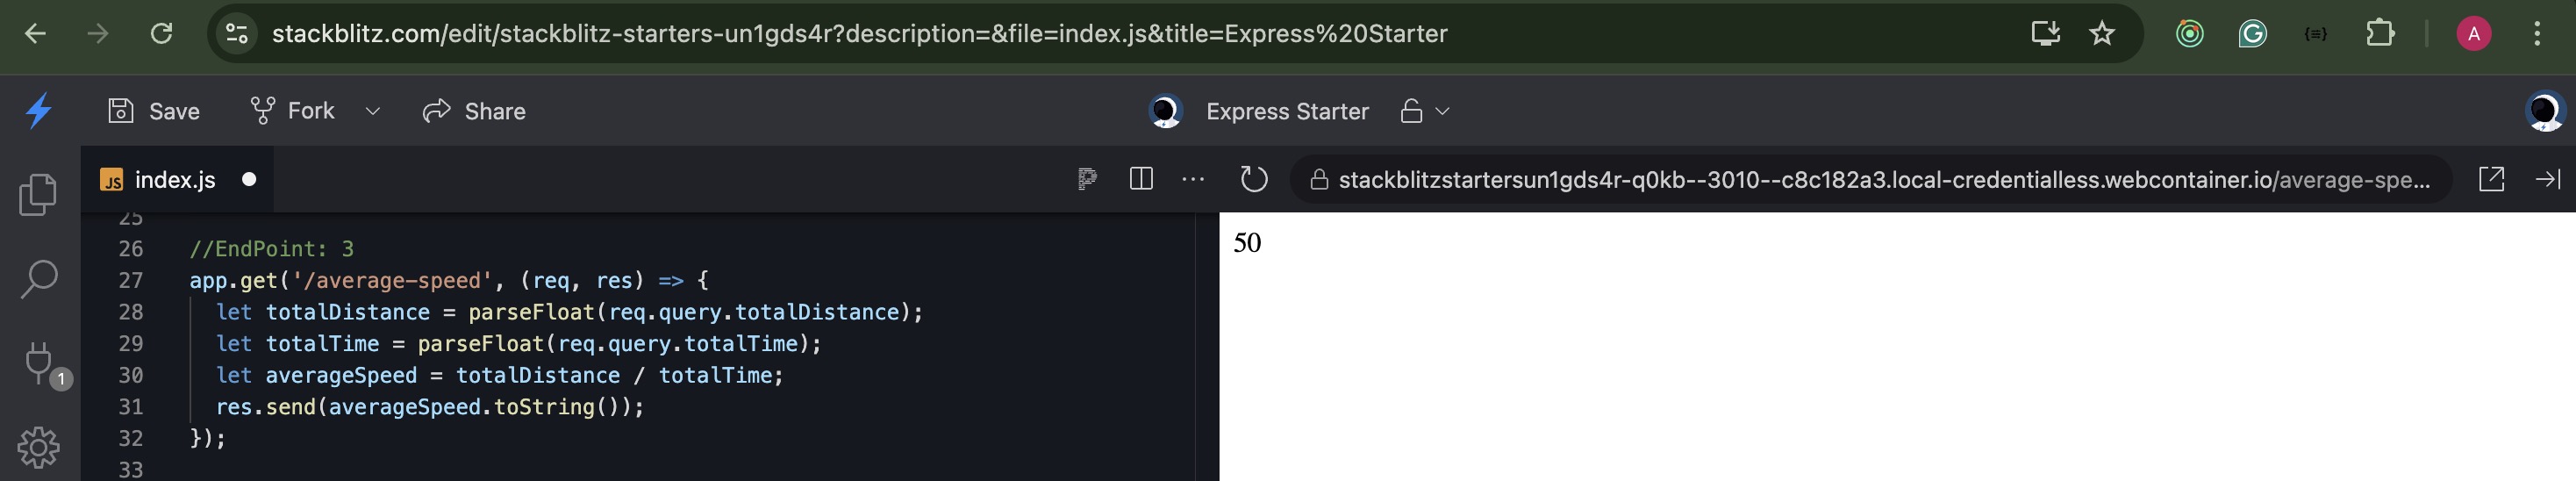 stackblitz.com/edit/stackblitz-starters-un1gds4r?description=&file=index.js&title=Express%20Starter
A
Save
Fork
Share
Express Starter
JS index.js
stackblitzstartersun1gds4r-q0kb--3010--c8c182a3.local-credentialless.webcontainer.io/average-spe...
25
26 //EndPoint: 3
27 app.get('/average-speed', (req, res) => {
28 let totalDistance = parseFloat(req.query.totalDistance);
29 let totalTime = parseFloat(req.query.totalTime);
30 let averageSpeed = totalDistance / totalTime;
31 res.send(averageSpeed.toString());
32 });
33
50
1